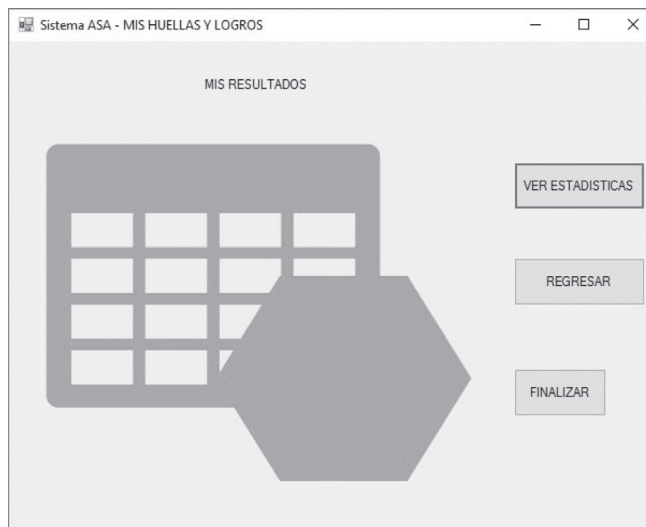 Sistema ASA - MIS HUELLAS Y LOGROS
MIS RESULTADOS
VER ESTADISTICAS
REGRESAR
FINALIZAR